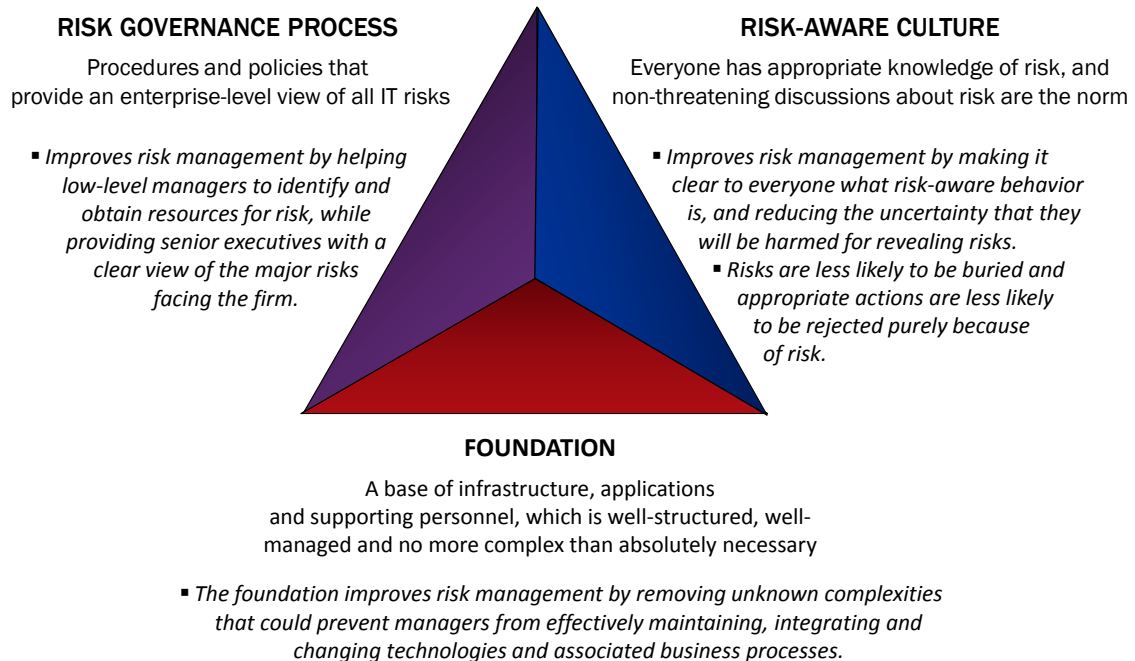 RISK GOVERNANCE PROCESS
Procedures and policies that
provide an enterprise-level view of all IT risks
▪ Improves risk management by helping
low-level managers to identify and
obtain resources for risk, while
providing senior executives with a
clear view of the major risks
facing the firm.
RISK-AWARE CULTURE
Everyone has appropriate knowledge of risk, and
non-threatening discussions about risk are the norm
▪ Improves risk management by making it
clear to everyone what risk-aware behavior
is, and reducing the uncertainty that they
will be harmed for revealing risks.
▪ Risks are less likely to be buried and
appropriate actions are less likely
to be rejected purely because
of risk.
FOUNDATION
A base of infrastructure, applications
and supporting personnel, which is well-structured, well-
managed and no more complex than absolutely necessary
▪ The foundation improves risk management by removing unknown complexities
that could prevent managers from effectively maintaining, integrating and
changing technologies and associated business processes.